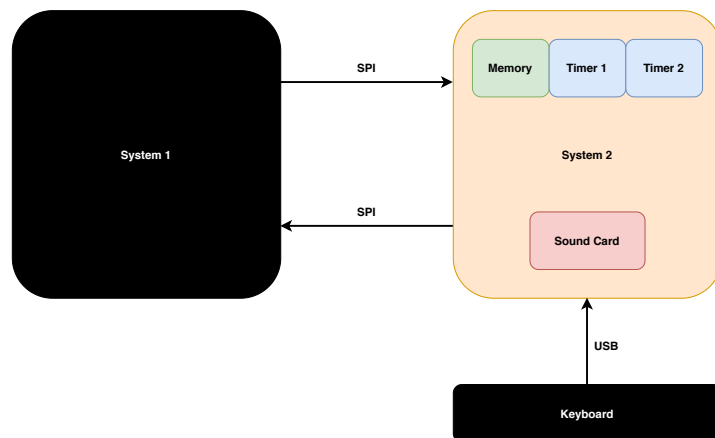 SPI
Memory
Timer 1
Timer 2
System 1
System 2
SPI
Sound Card
USB
Keyboard